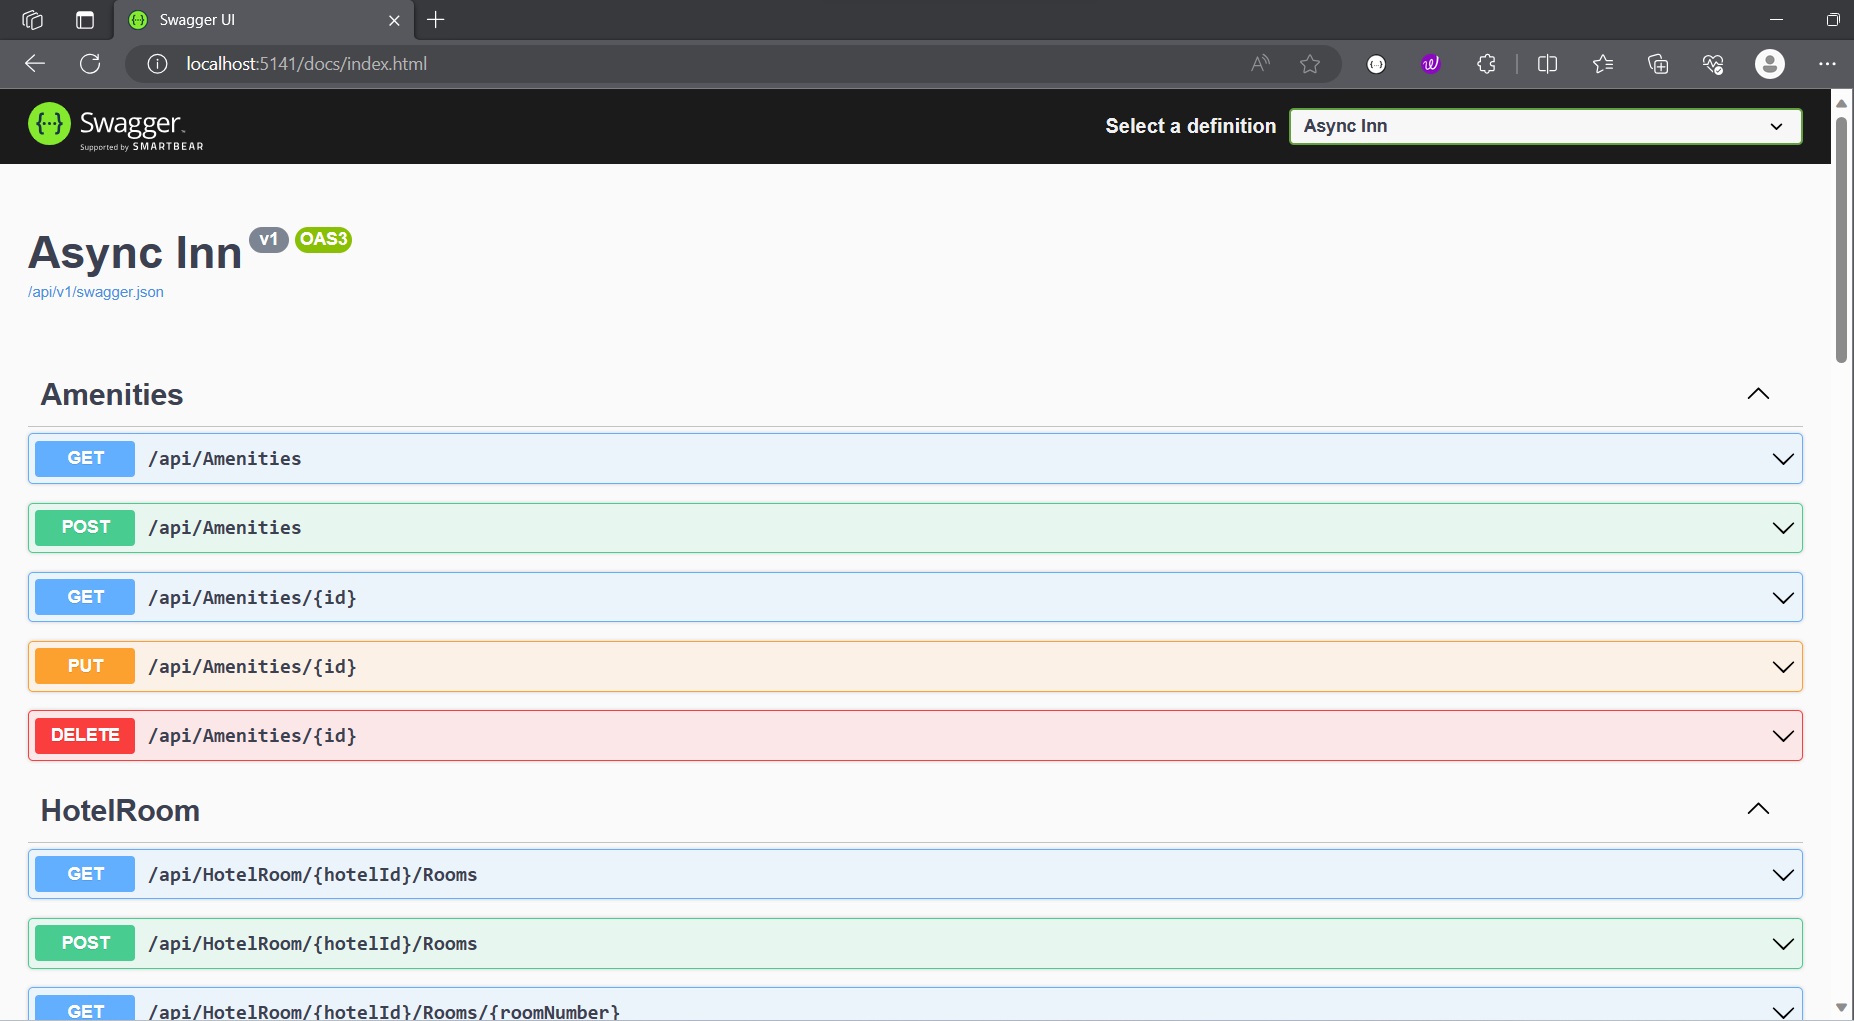 Swagger UI
localhost:5141/docs/index.html
Swagger
Supported by SMARTBEAR
Select a definition
Async Inn
Async Inn v1 OAS3
/api/v1/swagger.json
Amenities
GET /api/Amenities
POST /api/Amenities
GET /api/Amenities/{id}
PUT /api/Amenities/{id}
DELETE /api/Amenities/{id}
HotelRoom
GET /api/HotelRoom/{hotelId}/Rooms
POST /api/HotelRoom/{hotelId}/Rooms
GET /api/HotelRoom/{hotelId}/Rooms/{roomNumber}